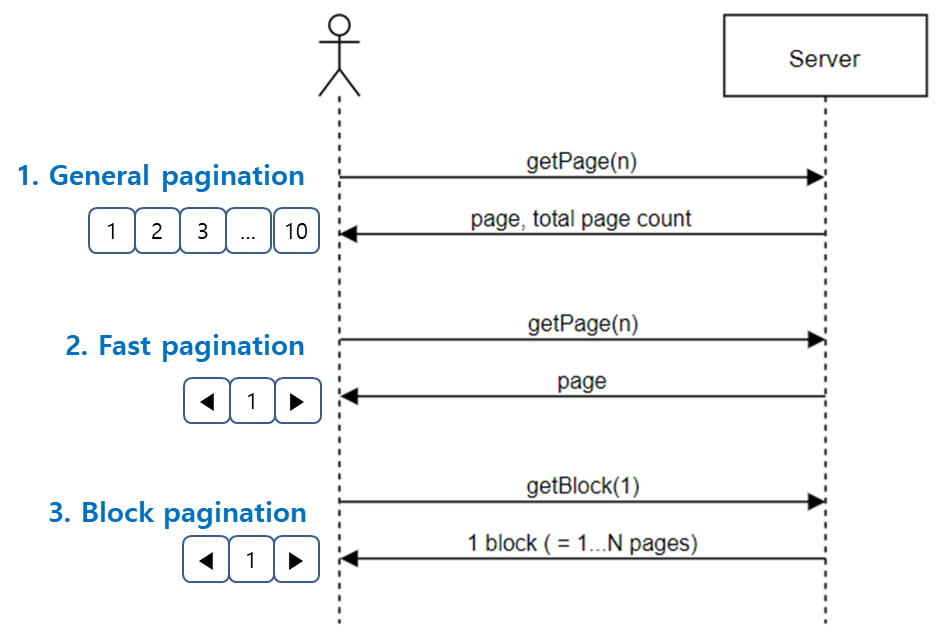 Server
getPage(n)
1. General pagination
1 2 3 ... 10
page, total page count
getPage(n)
2. Fast pagination
page
◀ 1 ▶
getBlock(1)
3. Block pagination
1 block ( = 1...N pages)
◀ 1 ▶